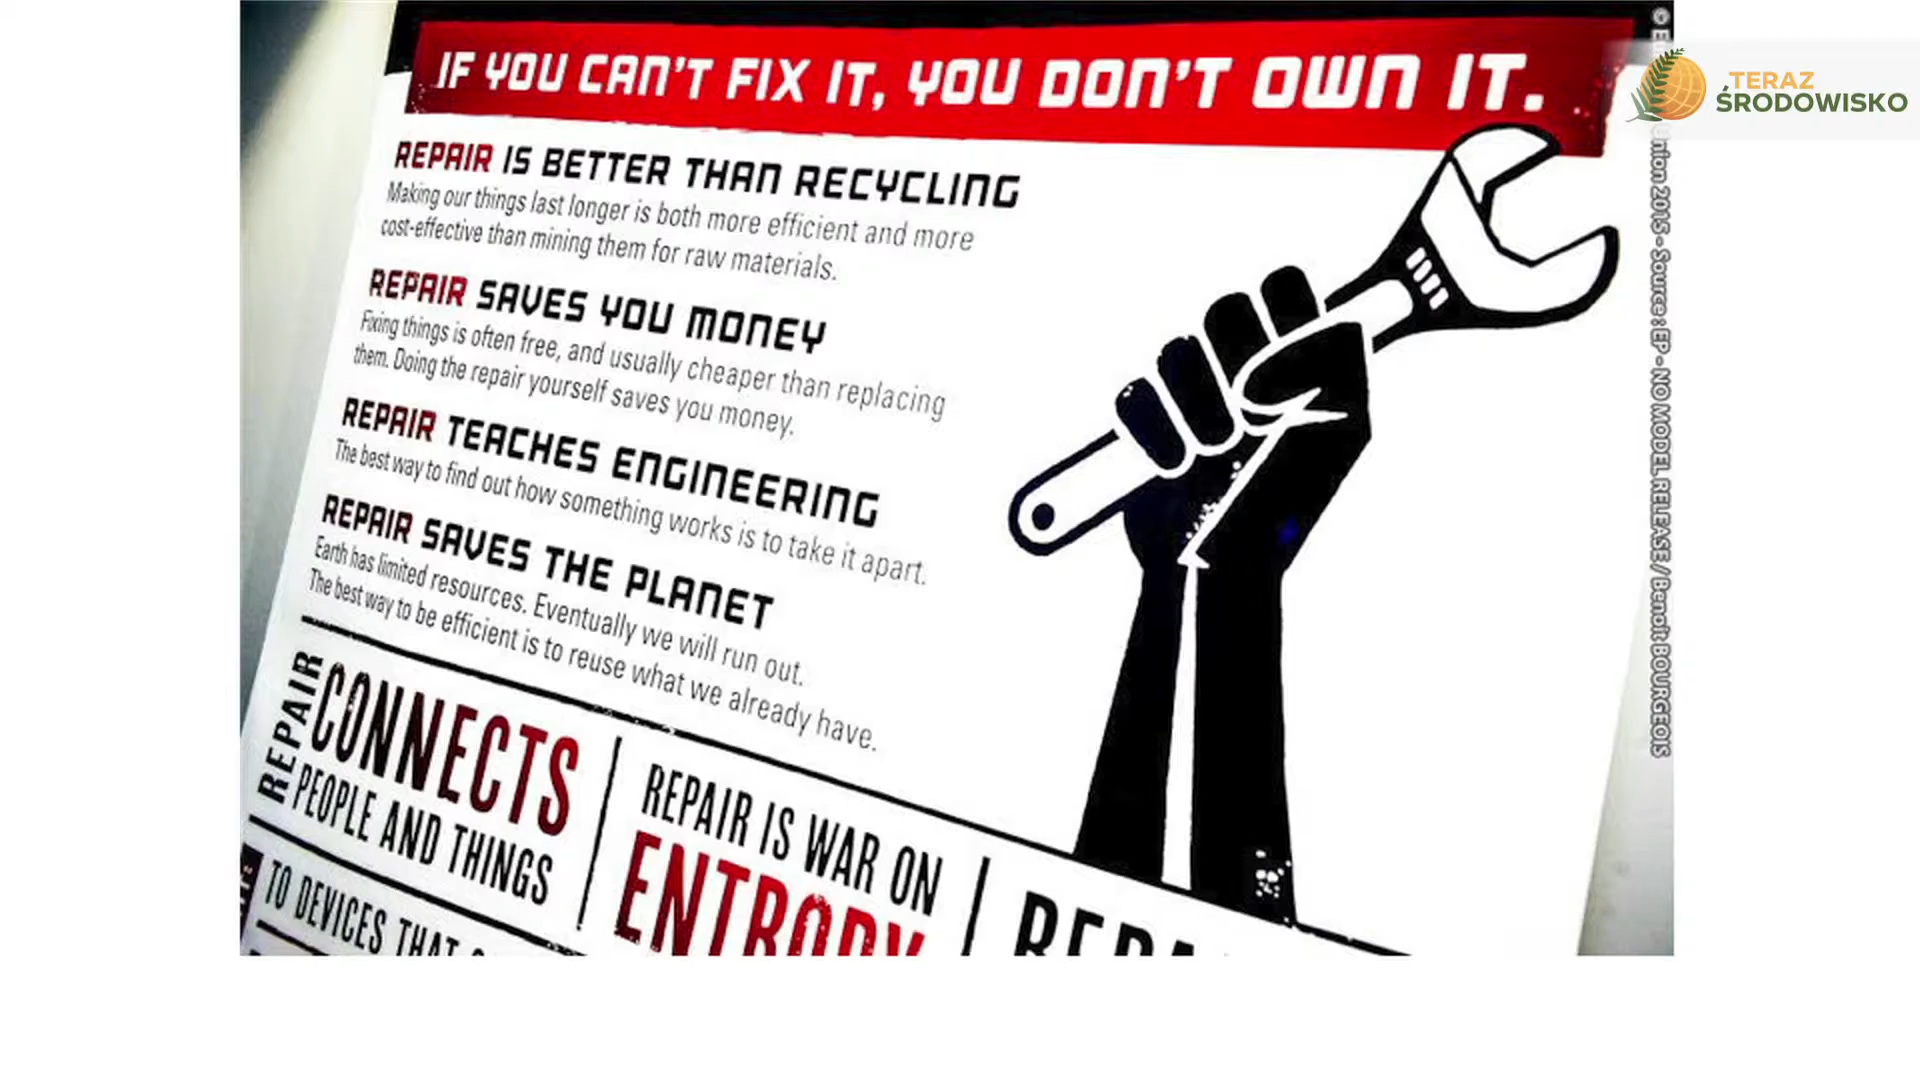 IF YOU CAN'T FIX IT, YOU DON'T OWN IT.
REPAIR IS BETTER THAN RECYCLING
Making our things last longer is both more efficient and more
cost-effective than mining them for raw materials.
REPAIR SAVES YOU MONEY
Fixing things is often free, and usually cheaper than replacing
them. Doing the repair yourself saves you money.
REPAIR TEACHES ENGINEERING
The best way to find out how something works is to take it apart.
REPAIR SAVES THE PLANET
Earth has limited resources. Eventually we will run out.
The best way to be efficient is to reuse what we already have.
REPAIR
CONNECTS
PEOPLE AND THINGS
TO DEVICES THAT
REPAIR IS WAR ON
ENTROPY
TERAZ
ŚRODOWISKO
2015 - Source : EP - NO MODEL RELEASE / Benoit BOURGEOIS